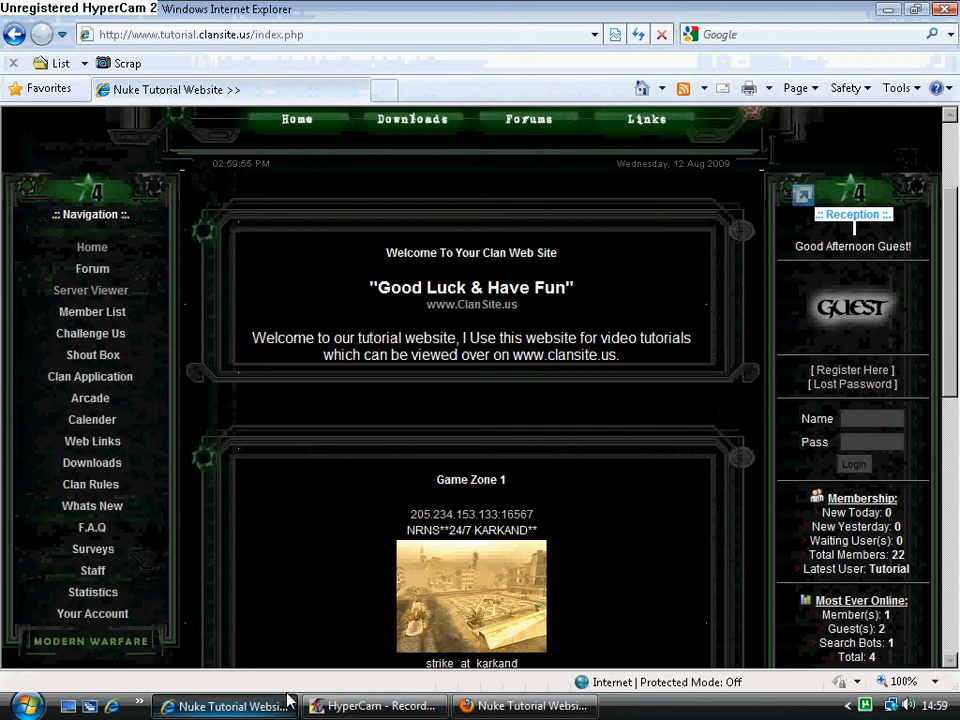 Unregistered HyperCam 2
Windows Internet Explorer
http://www.tutorial.clansite.us/index.php
Google
List
Scrap
Favorites
Nuke Tutorial Website >>
Page
Safety
Tools
Home
Downloads
Forums
Links
02:59:55 PM
Wednesday, 12 Aug 2009
4
.:: Navigation ::.
Home
Forum
Server Viewer
Member List
Challenge Us
Shout Box
Clan Application
Arcade
Calender
Web Links
Downloads
Clan Rules
Whats New
F.A.Q
Surveys
Staff
Statistics
Your Account
MODERN WARFARE
Welcome To Your Clan Web Site
"Good Luck & Have Fun"
www.ClanSite.us
Welcome to our tutorial website, I Use this website for video tutorials
which can be viewed over on www.clansite.us.
Game Zone 1
205.234.153.133:16567
NRNS**24/7 KARKAND**
strike_at_karkand
4
.:: Reception ::.
Good Afternoon Guest!
GUEST
[ Register Here ]
[ Lost Password ]
Name
Pass
Login
Membership:
New Today: 0
New Yesterday: 0
Waiting User(s): 0
Total Members: 22
Latest User: Tutorial
Most Ever Online:
Member(s): 1
Guest(s): 2
Search Bots: 1
Total: 4
Internet | Protected Mode: Off
100%
Nuke Tutorial Websi...
HyperCam - Record...
Nuke Tutorial Websi...
14:59